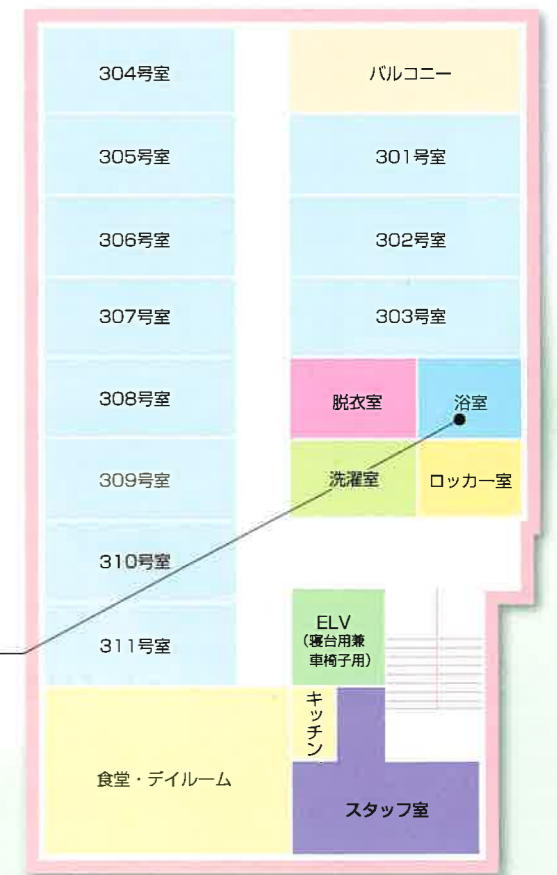 304号室
バルコニー
305号室
301号室
306号室
302号室
307号室
303号室
308号室
脱衣室
浴室
309号室
洗濯室
ロッカー室
310号室
311号室
ELV
(寝台用兼
車椅子用)
キッチン
食堂・デイルーム
スタッフ室